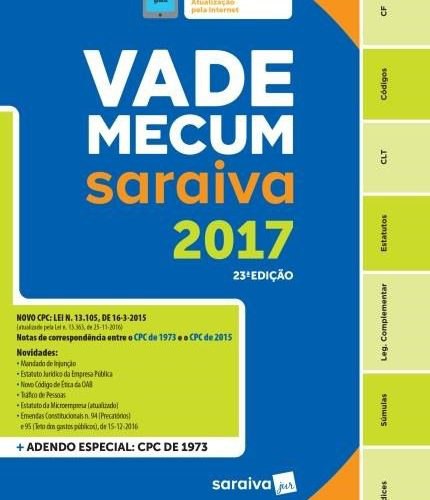 Atualização
pela Internet
VADE
MECUM
saraiva
2017
23ª EDIÇÃO
NOVO CPC: LEI N. 13.105, DE 16-3-2015
(atualizado pela Lei n. 13.363, de 25-11-2016)
Notas de correspondência entre o CPC de 1973 e o CPC de 2015
Novidades:
• Mandado de Injunção
• Estatuto Jurídico da Empresa Pública
• Novo Código de Ética da OAB
• Tráfico de Pessoas
• Estatuto da Microempresa (atualizado)
• Emendas Constitucionais n. 94 (Precatórios)
e 95 (Teto dos gastos públicos), de 15-12-2016
+ ADENDO ESPECIAL: CPC DE 1973
saraiva jur
CF
Códigos
CLT
Estatutos
Leg. Complementar
Súmulas
dices